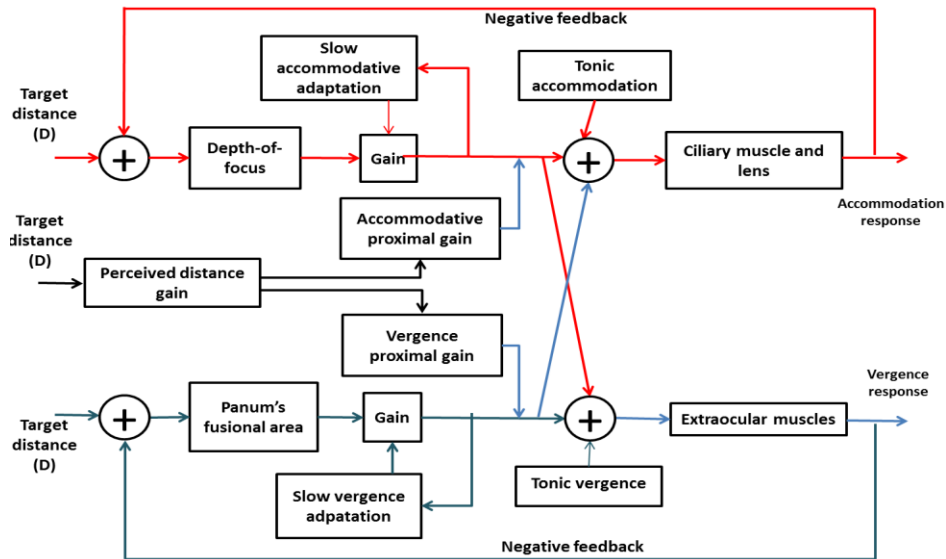 Negative feedback
Slow
accommodative
adaptation
Tonic
accommodation
Target
distance
(D)
+
Depth-of-
focus
Gain
+
Ciliary muscle and
lens
Accommodation
response
Target
distance
(D)
Accommodative
proximal gain
Perceived distance
gain
Vergence
proximal gain
Vergence
response
Target
distance
(D)
+
Panum's
fusional area
Gain
+
Extraocular muscles
Slow vergence
adpatation
Tonic vergence
Negative feedback